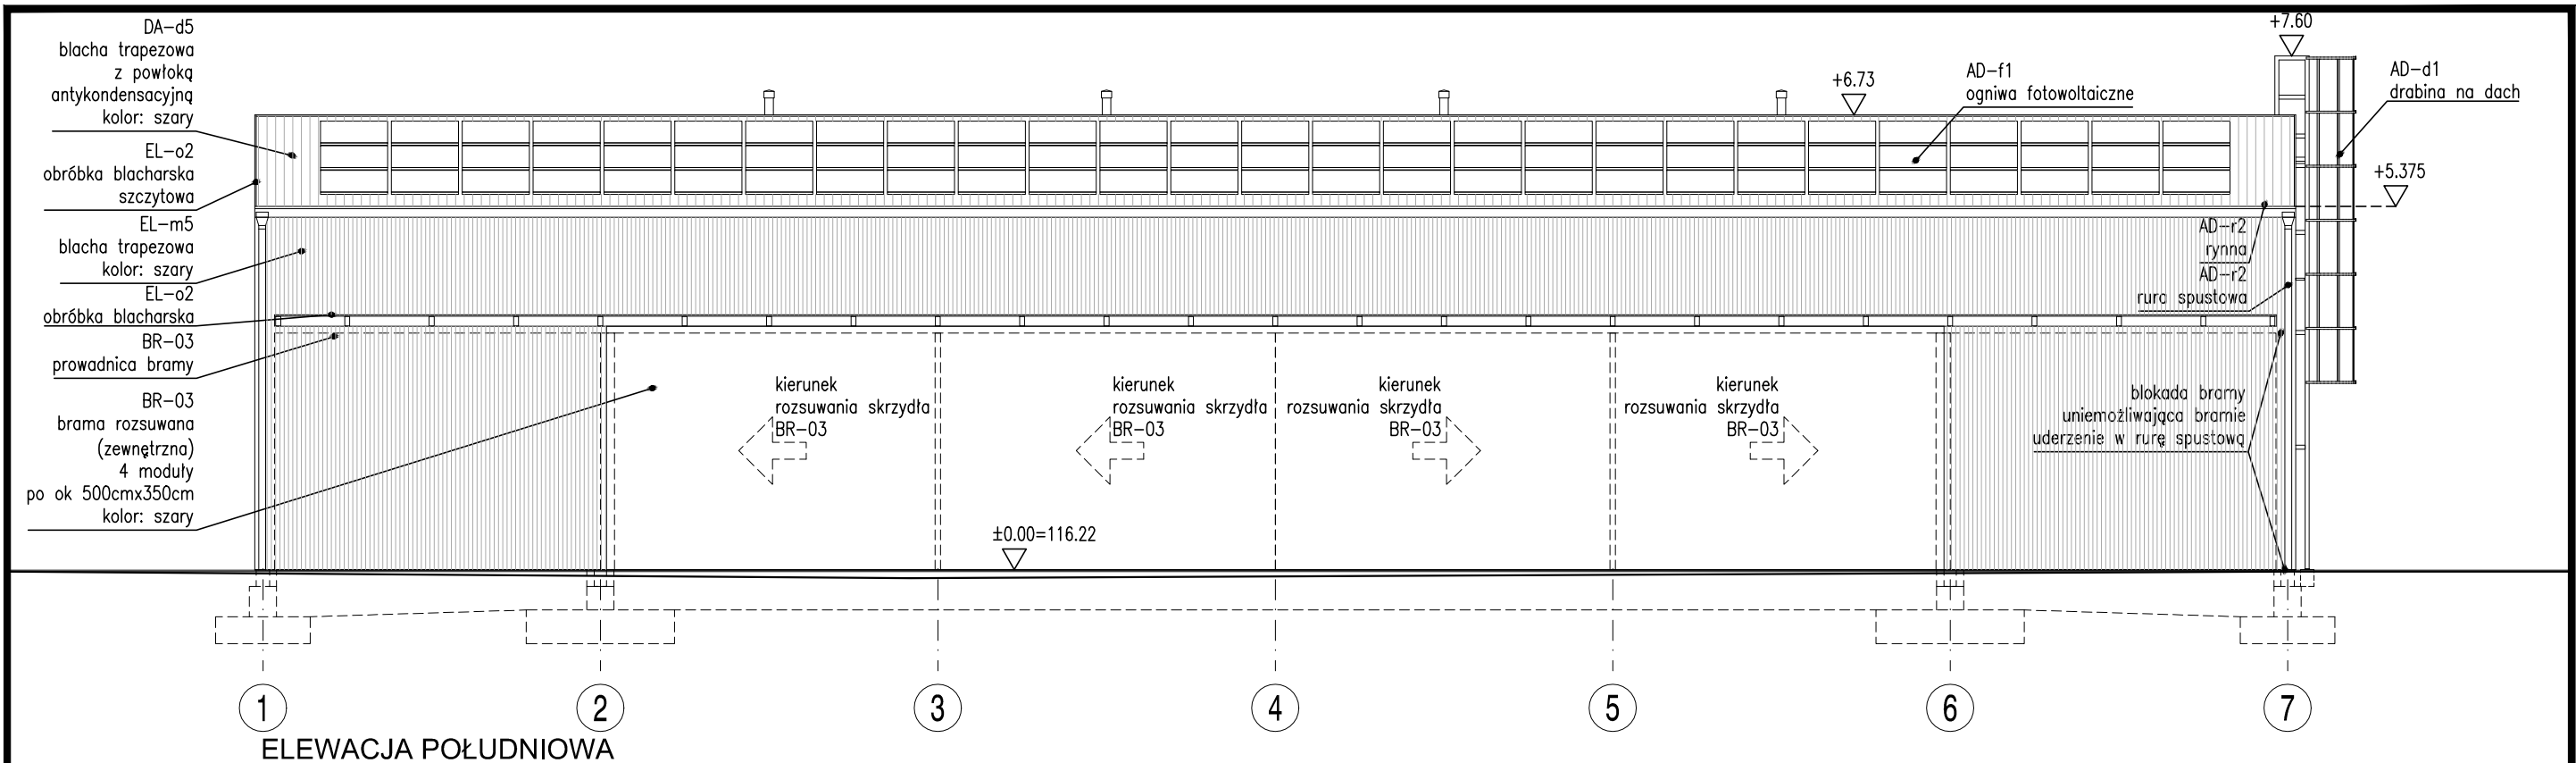 DA-d5
blacha trapezowa
z powłoką
antykondensacyjną
kolor: szary
EL-o2
obróbka blacharska
szczytowa
EL-m5
blacha trapezowa
kolor: szary
EL-o2
obróbka blacharska
BR-03
prowadnica bramy
BR-03
brama rozsuwana
(zewnętrzna)
4 moduły
po ok 500cmx350cm
kolor: szary
+6.73
AD-f1
ogniwa fotowoltaiczne
+7.60
AD-d1
drabina na dach
+5.375
AD-r2
rynna
AD-r2
rura spustowa
kierunek
rozsuwania skrzydła
BR-03
kierunek
rozsuwania skrzydła
BR-03
kierunek
rozsuwania skrzydła
BR-03
kierunek
rozsuwania skrzydła
BR-03
blokada bramy
uniemożliwająca bramie
uderzenie w rurę spustową
±0.00=116.22
1
2
3
4
5
6
7
ELEWACJA POŁUDNIOWA